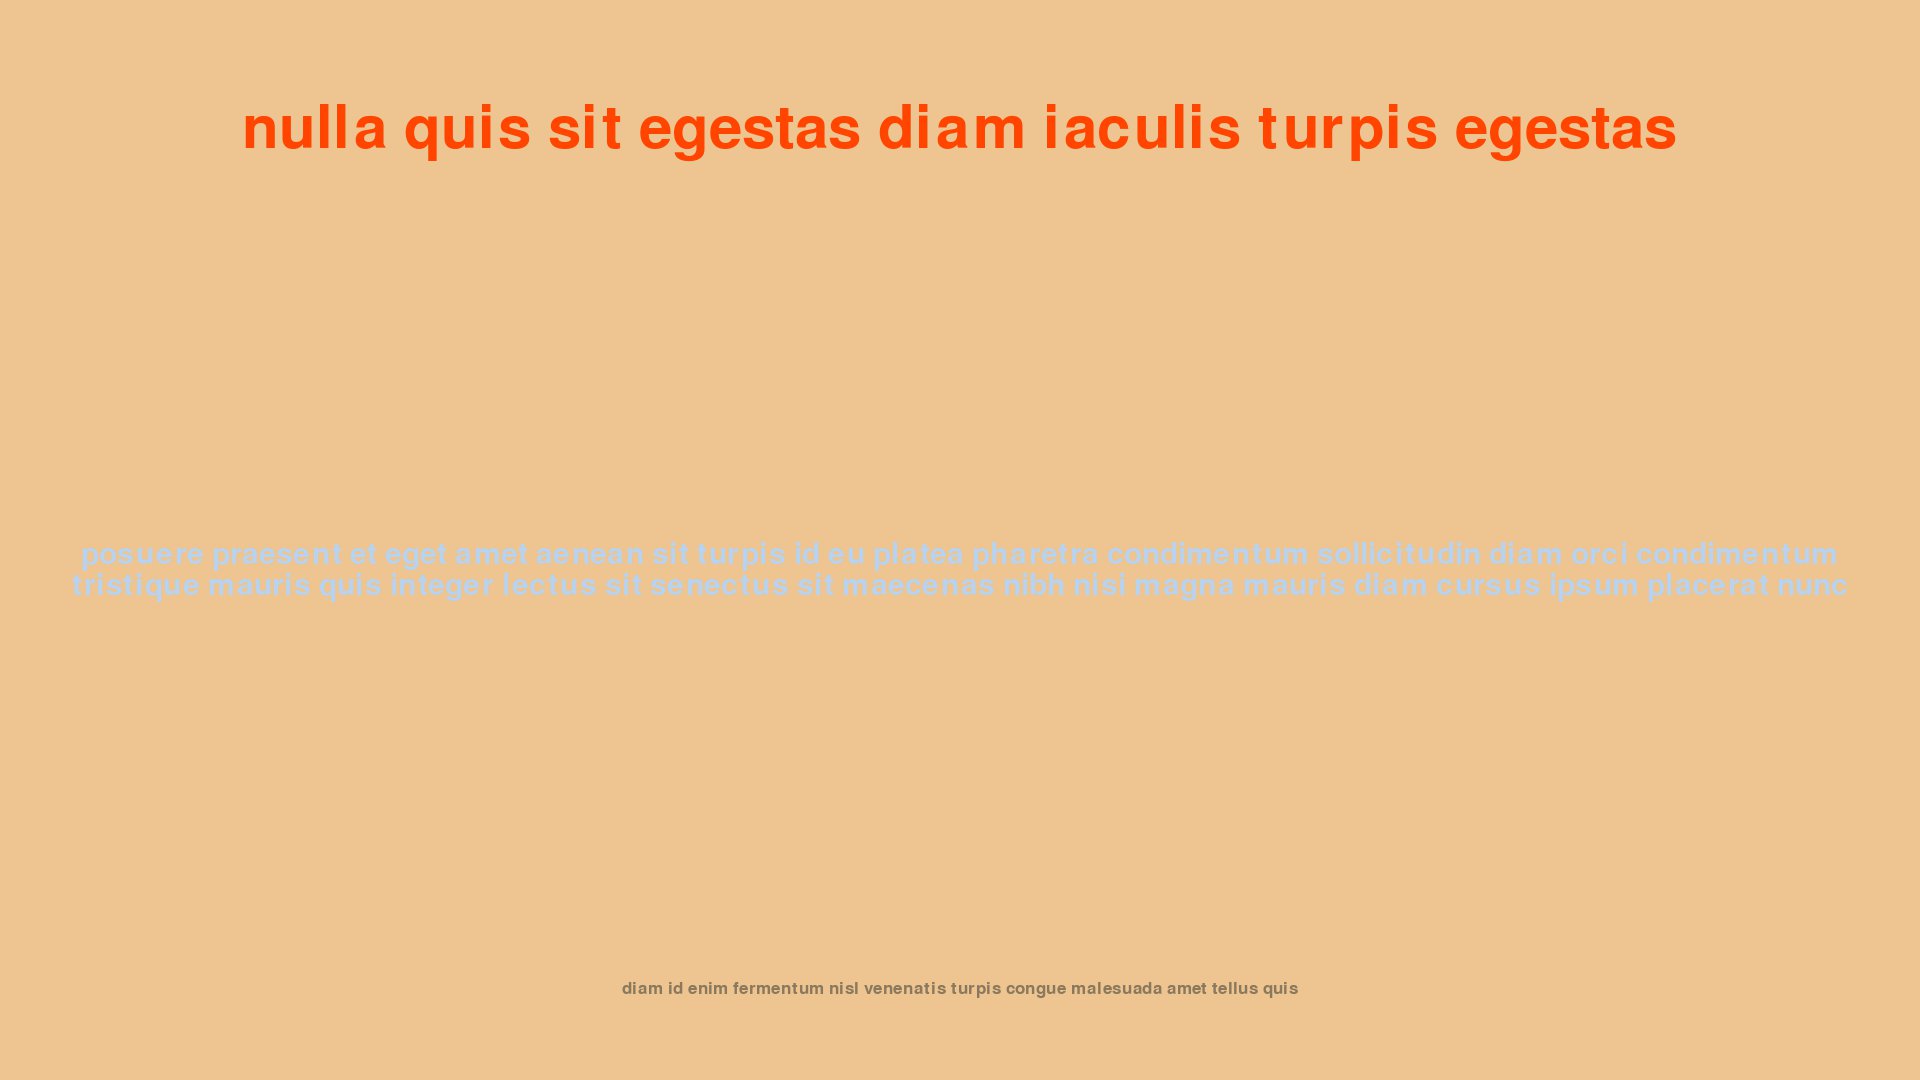 nulla quis sit egestas diam iaculis turpis egestas
posuere praesent et eget amet aenean sit turpis id eu platea pharetra condimentum sollicitudin diam orci condimentum
tristique mauris quis integer lectus sit senectus sit maecenas nibh nisi magna mauris diam cursus ipsum placerat nunc
diam id enim fermentum nisl venenatis turpis congue malesuada amet tellus quis